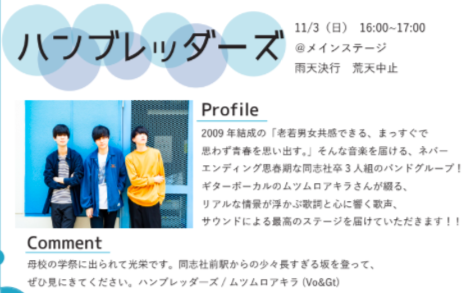 ハンブレッダーズ
11/3（日） 16:00~17:00
@メインステージ
雨天決行 荒天中止
Profile
2009年結成の「老若男女共感できる、まっすぐで
思わず青春を思い出す。」そんな音楽を届ける、ネバー
エンディング思春期な同志社卒3人組のバンドグループ！
ギターボーカルのムツムロアキラさんが綴る、
リアルな情景が浮かぶ歌詞と心に響く歌声、
サウンドによる最高のステージを届けていただきます！！
Comment
母校の学祭に出られて光栄です。同志社前駅からの少々長すぎる坂を登って、
ぜひ見にきてください。ハンブレッダーズ / ムツムロアキラ (Vo&Gt)